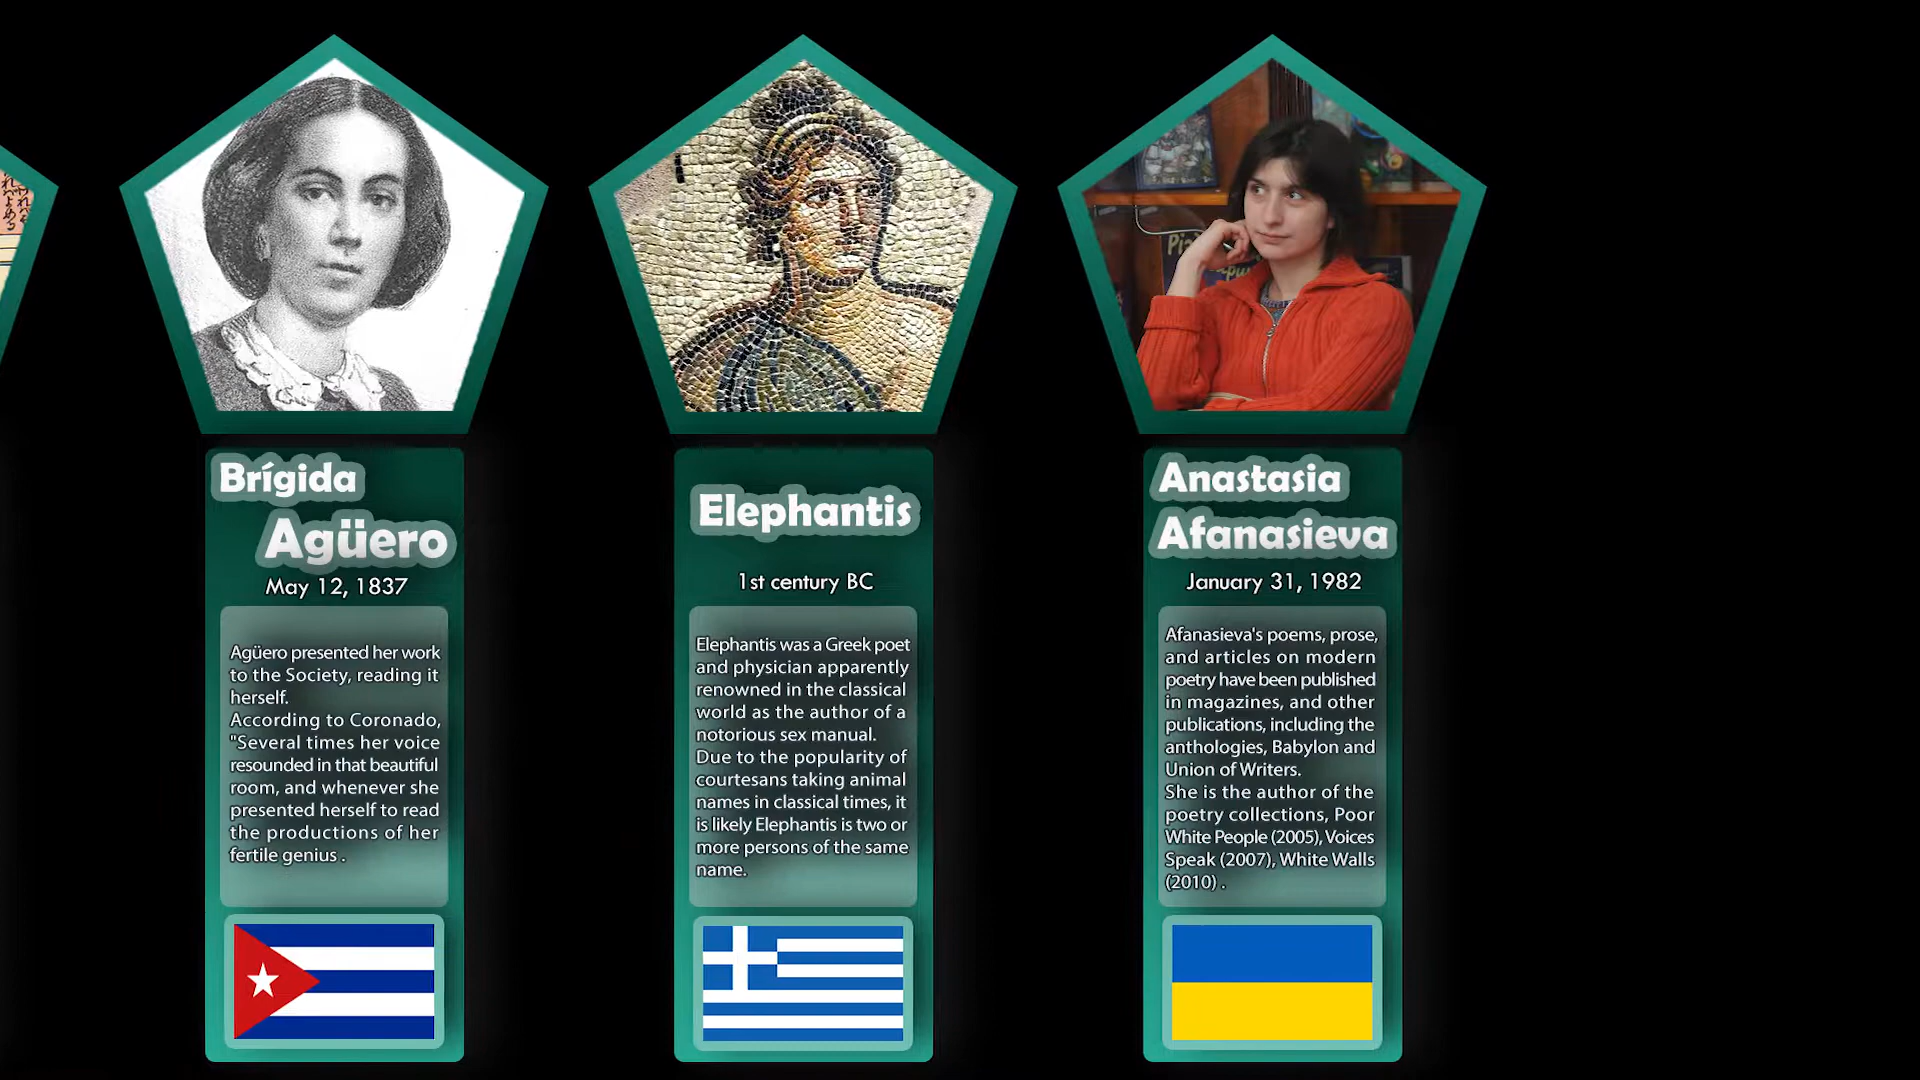 Brígida
Agüero
May 12, 1837
Agüero presented her work
to the Society, reading it
herself.
According to Coronado,
"Several times her voice
resounded in that beautiful
room, and whenever she
presented herself to read
the productions of her
fertile genius .
Elephantis
1st century BC
Elephantis was a Greek poet
and physician apparently
renowned in the classical
world as the author of a
notorious sex manual.
Due to the popularity of
courtesans taking animal
names in classical times, it
is likely Elephantis is two or
more persons of the same
name.
Anastasia
Afanasieva
January 31, 1982
Afanasieva's poems, prose,
and articles on modern
poetry have been published
in magazines, and other
publications, including the
anthologies, Babylon and
Union of Writers.
She is the author of the
poetry collections, Poor
White People (2005), Voices
Speak (2007), White Walls
(2010) .